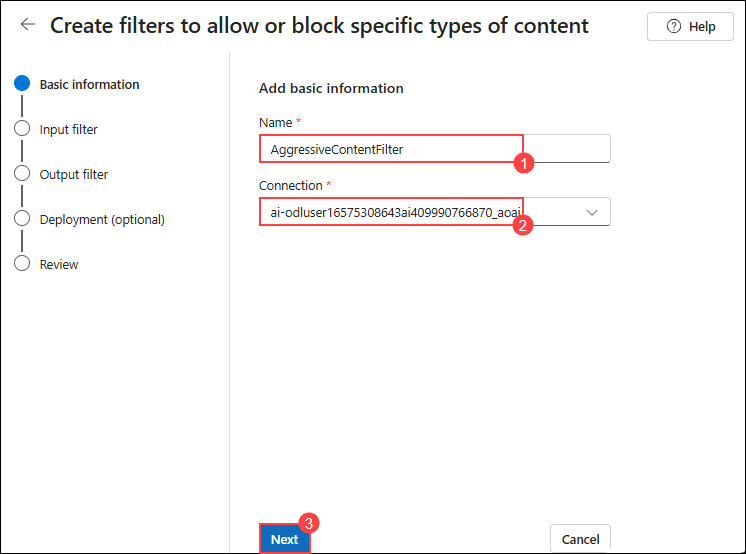 Create filters to allow or block specific types of content
Help
Basic information
Input filter
Output filter
Deployment (optional)
Review
Add basic information
Name *
AggressiveContentFilter
1
Connection *
ai-odluser16575308643ai409990766870_aoai
2
3
Next
Cancel